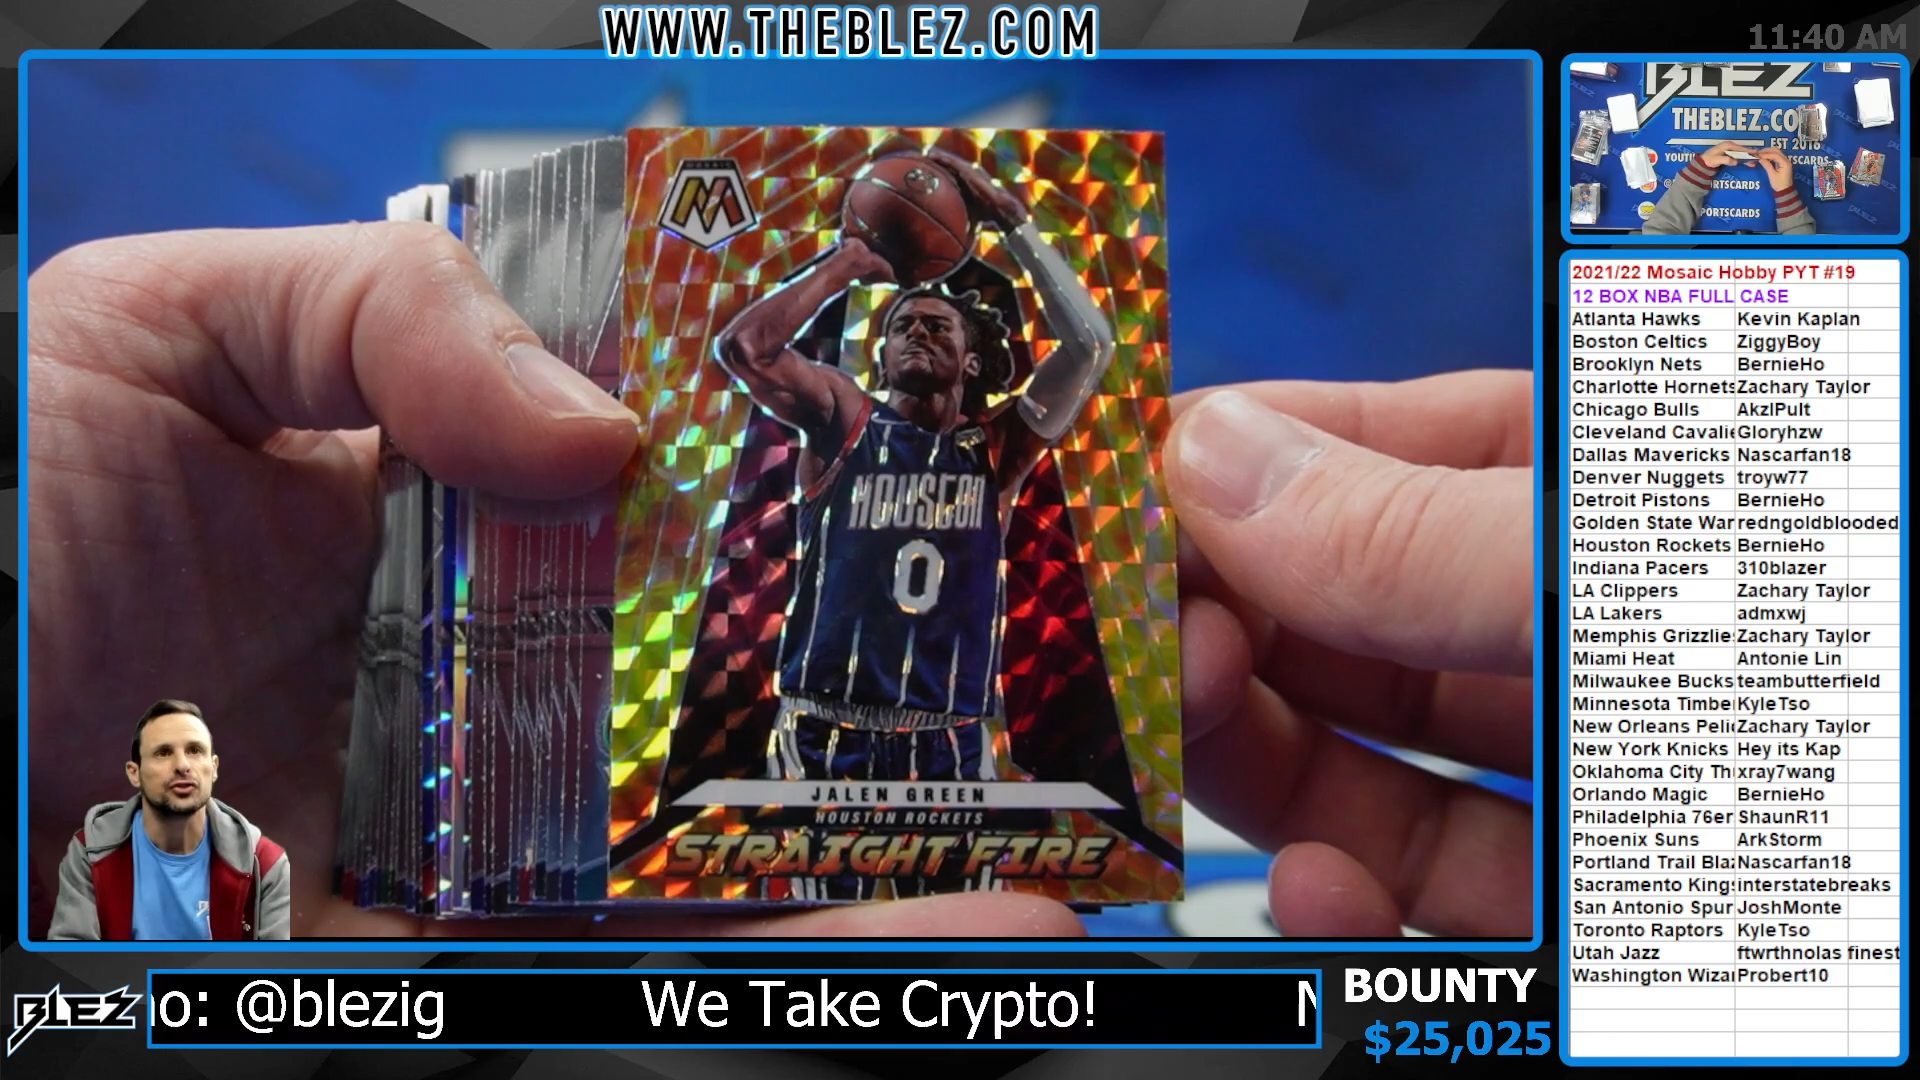 WWW.THEBLEZ.COM
11:40 AM
BLEZ
THEBLEZ.CO
EST 2016
MOSAIC
M
HOUSTON
0
JALEN GREEN
HOUSTON ROCKETS
STRAIGHT FIRE
2021/22 Mosaic Hobby PYT #19
12 BOX NBA FULL CASE
Atlanta Hawks Kevin Kaplan
Boston Celtics ZiggyBoy
Brooklyn Nets BernieHo
Charlotte Hornets Zachary Taylor
Chicago Bulls AkzlPult
Cleveland Cavalie Gloryhzw
Dallas Mavericks Nascarfan18
Denver Nuggets troyw77
Detroit Pistons BernieHo
Golden State War redngoldblooded
Houston Rockets BernieHo
Indiana Pacers 310blazer
LA Clippers Zachary Taylor
LA Lakers admxwj
Memphis Grizzlies Zachary Taylor
Miami Heat Antonie Lin
Milwaukee Bucks teambutterfield
Minnesota Timbe KyleTso
New Orleans Peli Zachary Taylor
New York Knicks Hey its Kap
Oklahoma City Th xray7wang
Orlando Magic BernieHo
Philadelphia 76er ShaunR11
Phoenix Suns ArkStorm
Portland Trail Blaz Nascarfan18
Sacramento Kings interstatebreaks
San Antonio Spur JoshMonte
Toronto Raptors KyleTso
Utah Jazz ftwrthnolas finest
Washington Wizar Probert10
BLEZ
o: @blezig We Take Crypto!
BOUNTY
$25,025